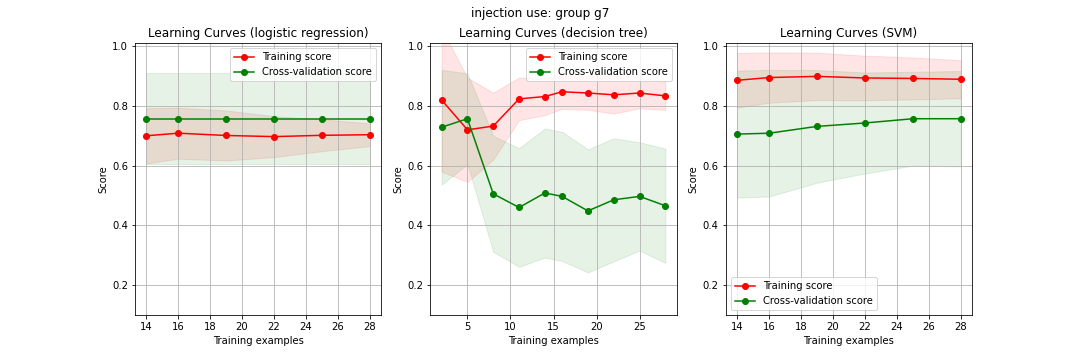 injection use: group g7
Learning Curves (logistic regression)
1.0
0.8
0.6
0.4
0.2
Score
14 16 18 20 22 24 26 28
Training examples
Training score
Cross-validation score
Learning Curves (decision tree)
1.0
0.8
0.6
0.4
0.2
Score
5 10 15 20 25
Training examples
Training score
Cross-validation score
Learning Curves (SVM)
1.0
0.8
0.6
0.4
0.2
Score
14 16 18 20 22 24 26 28
Training examples
Training score
Cross-validation score